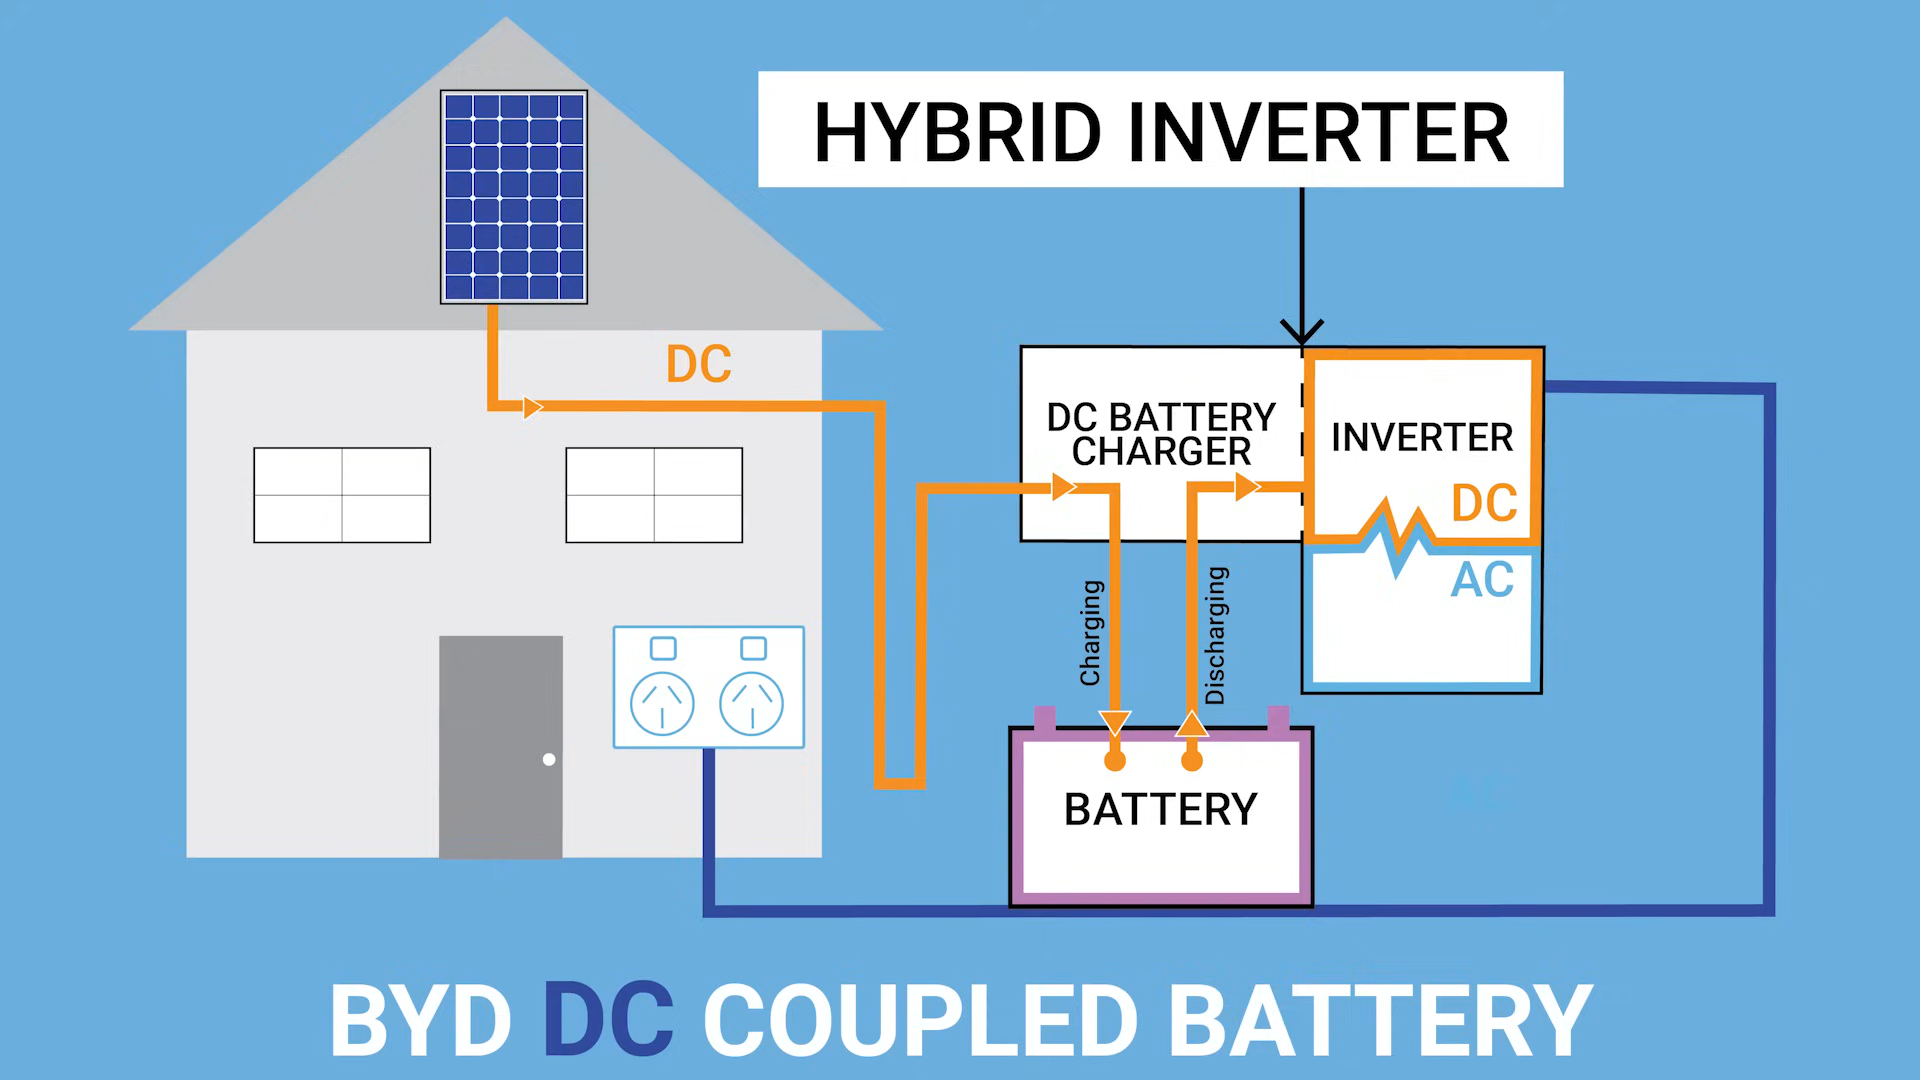 HYBRID INVERTER
DC
DC BATTERY
CHARGER
INVERTER
DC
AC
Charging
Discharging
BATTERY
BYD DC COUPLED BATTERY